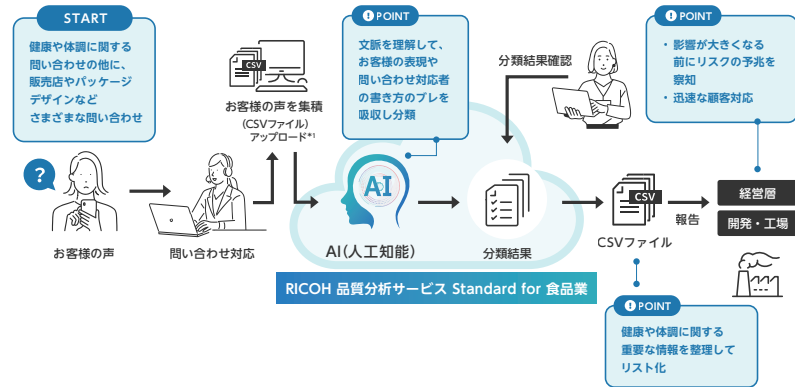 START
健康や体調に関する
問い合わせの他に、
販売店やパッケージ
デザインなど
さまざまな問い合わせ
?
お客様の声
問い合わせ対応
CSV
お客様の声を集積
(CSVファイル)
アップロード*1
POINT
文脈を理解して、
お客様の表現や
問い合わせ対応者
の書き方のブレを
吸収し分類
AI
AI(人工知能)
分類結果確認
分類結果
RICOH 品質分析サービス Standard for 食品業
CSV
CSVファイル
報告
POINT
・影響が大きくなる
前にリスクの予兆を
察知
・迅速な顧客対応
経営層
開発・工場
POINT
健康や体調に関する
重要な情報を整理して
リスト化